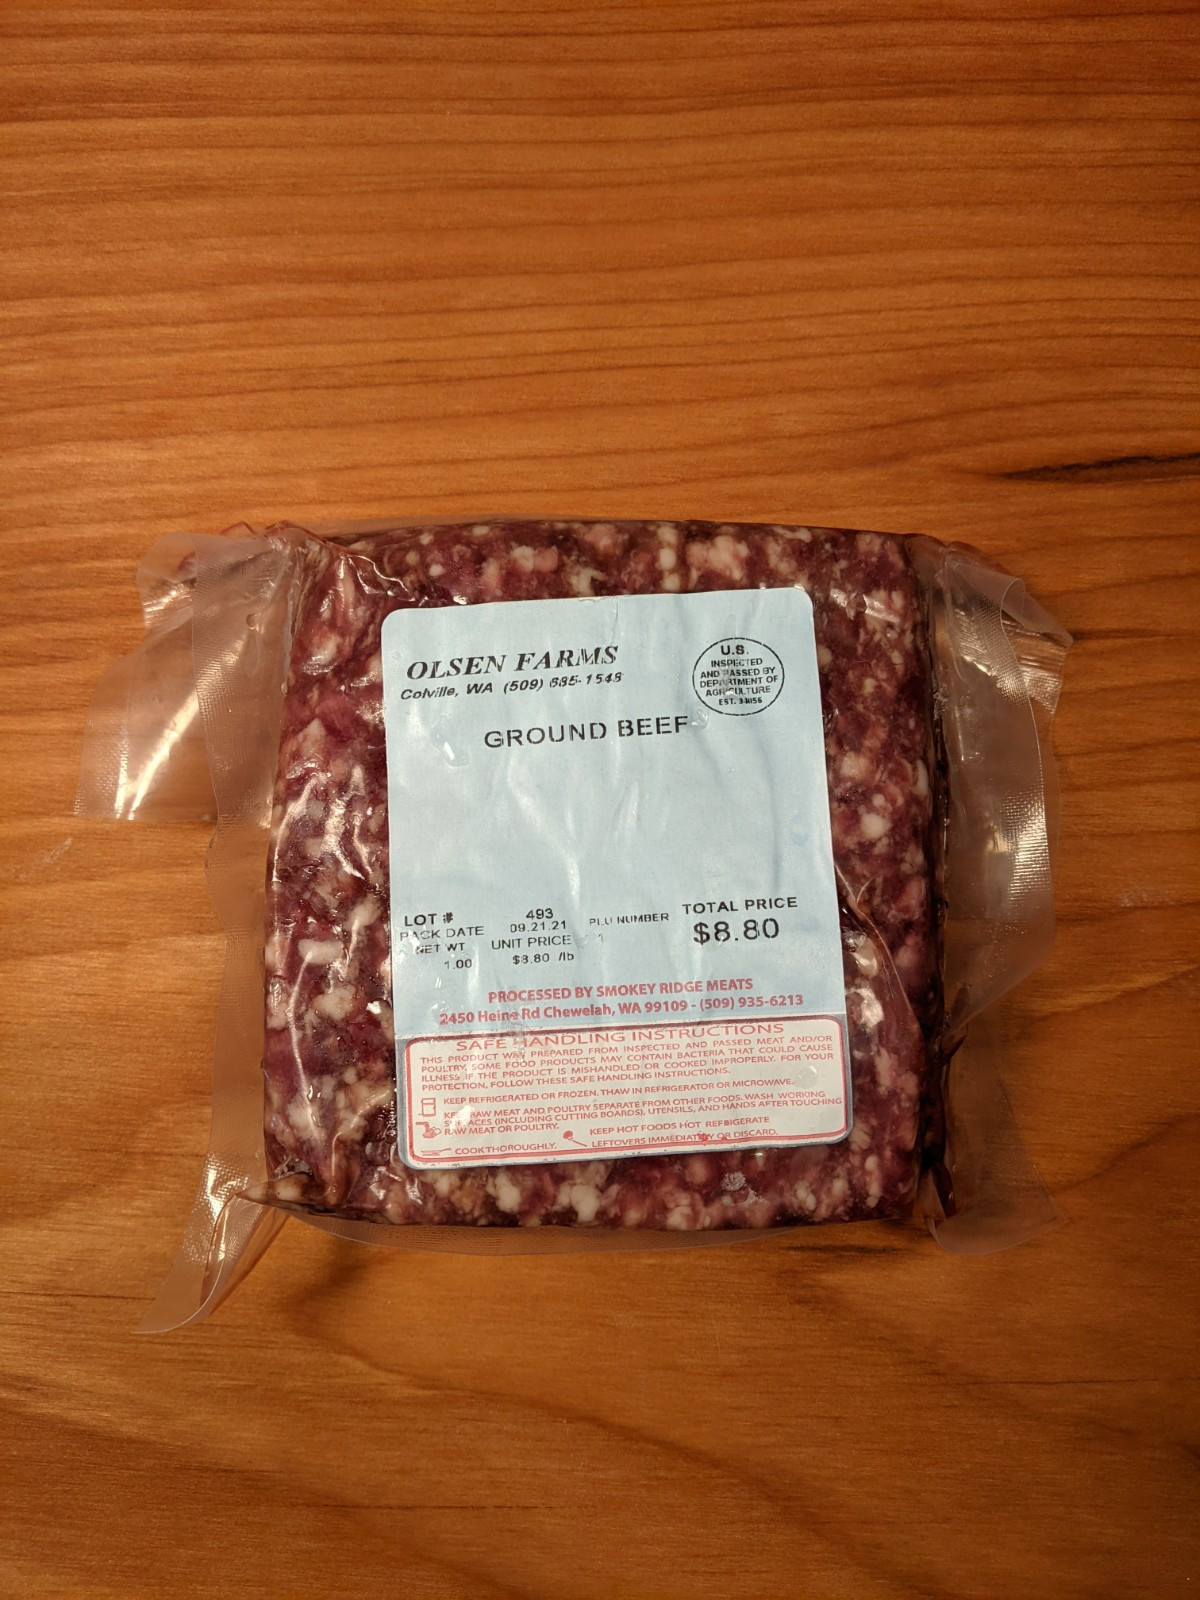 OLSEN FARMS
Colville, WA (509) 685-1548
U.S.
INSPECTED
AND PASSED BY
DEPARTMENT OF
AGRICULTURE
EST. 34056
GROUND BEEF
LOT # 493
PACK DATE 09.21.21
NET WT UNIT PRICE
1.00 $8.80 /lb
PLU NUMBER
1
TOTAL PRICE
$8.80
PROCESSED BY SMOKEY RIDGE MEATS
2450 Heine Rd Chewelah, WA 99109 - (509) 935-6213
SAFE HANDLING INSTRUCTIONS
THIS PRODUCT WAS PREPARED FROM INSPECTED AND PASSED MEAT AND/OR
POULTRY. SOME FOOD PRODUCTS MAY CONTAIN BACTERIA THAT COULD CAUSE
ILLNESS IF THE PRODUCT IS MISHANDLED OR COOKED IMPROPERLY. FOR YOUR
PROTECTION, FOLLOW THESE SAFE HANDLING INSTRUCTIONS.
KEEP REFRIGERATED OR FROZEN. THAW IN REFRIGERATOR OR MICROWAVE.
KEEP RAW MEAT AND POULTRY SEPARATE FROM OTHER FOODS. WASH WORKING
SURFACES (INCLUDING CUTTING BOARDS), UTENSILS, AND HANDS AFTER TOUCHING
RAW MEAT OR POULTRY.
KEEP HOT FOODS HOT. REFRIGERATE
LEFTOVERS IMMEDIATELY OR DISCARD.
COOK THOROUGHLY.